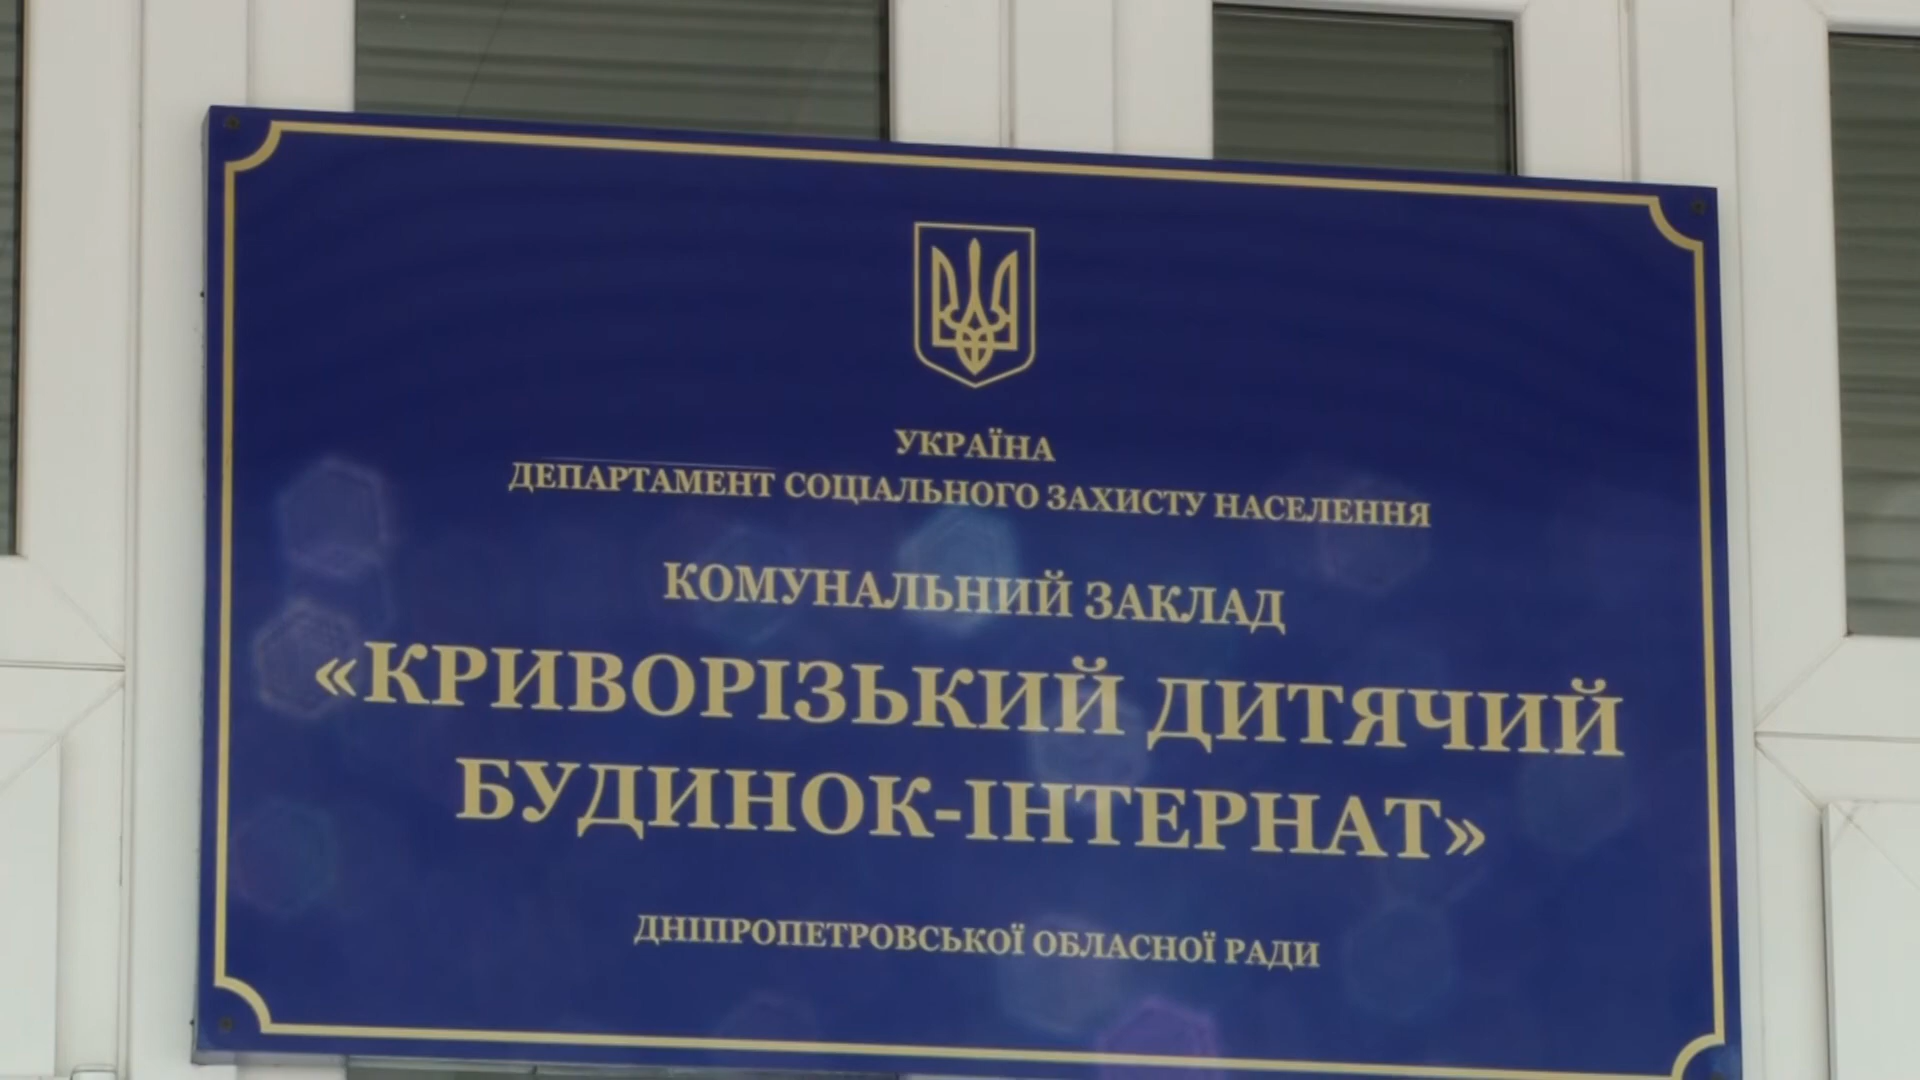 УКРАЇНА
ДЕПАРТАМЕНТ СОЦІАЛЬНОГО ЗАХИСТУ НАСЕЛЕННЯ
КОМУНАЛЬНИЙ ЗАКЛАД
«КРИВОРІЗЬКИЙ ДИТЯЧИЙ
БУДИНОК-ІНТЕРНАТ»
ДНІПРОПЕТРОВСЬКОЇ ОБЛАСНОЇ РАДИ